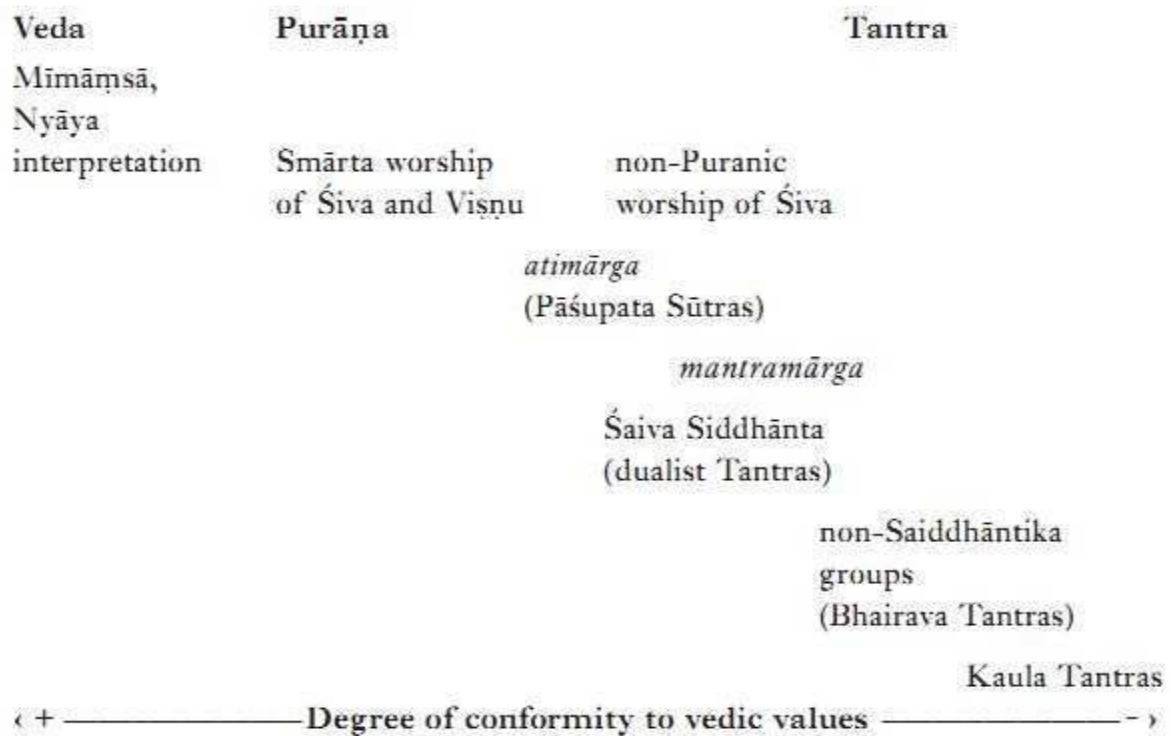 Veda Purāṇa Tantra
Mīmāṃsā,
Nyāya
interpretation Smārta worship non-Puranic
of Śiva and Viṣṇu worship of Śiva
atimārga
(Pāśupata Sūtras)
mantramārga
Śaiva Siddhānta
(dualist Tantras)
non-Saiddhāntika
groups
(Bhairava Tantras)
Kaula Tantras
‹ + ——————— Degree of conformity to vedic values ——————— - ›